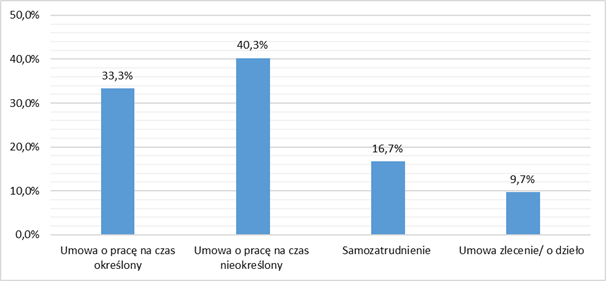 50,0%
40,3%
40,0%
33,3%
30,0%
20,0%
16,7%
9,7%
10,0%
0,0%
Umowa o pracę na czas określony
Umowa o pracę na czas nieokreślony
Samozatrudnienie
Umowa zlecenie/ o dzieło